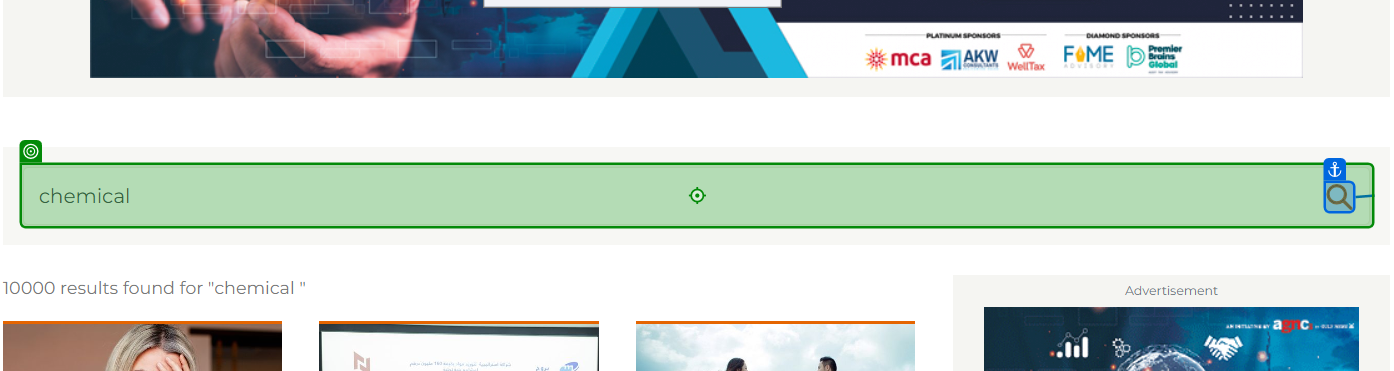 PLATINUM SPONSORS
DIAMOND SPONSORS
mca
AKW
CONSULTANTS
WellTax
FAME
ADVISORY
Premier
Brains
Global
chemical
10000 results found for "chemical "
Advertisement
AN INITIATIVE BY